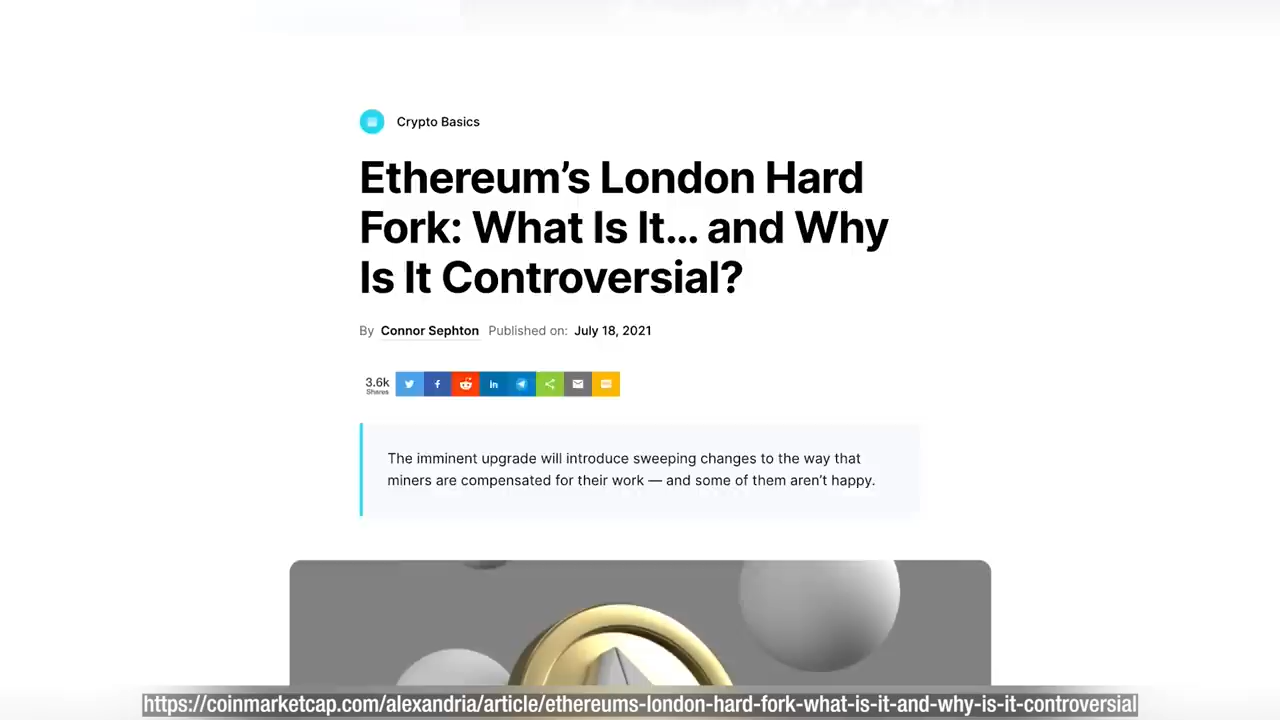 Crypto Basics
Ethereum’s London Hard
Fork: What Is It... and Why
Is It Controversial?
By Connor Sephton Published on: July 18, 2021
3.6k
Shares
The imminent upgrade will introduce sweeping changes to the way that
miners are compensated for their work — and some of them aren’t happy.
https://coinmarketcap.com/alexandria/article/ethereums-london-hard-fork-what-is-it-and-why-is-it-controversial